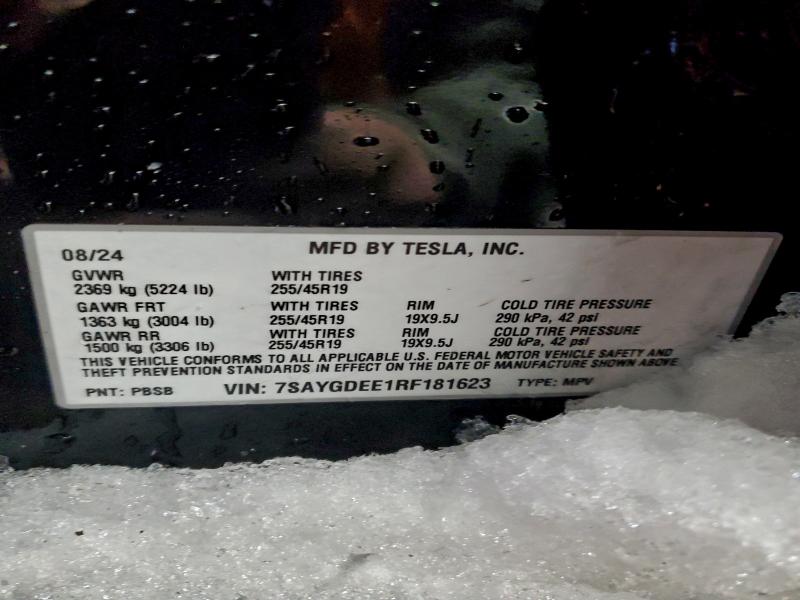 08/24 MFD BY TESLA, INC.
GVWR WITH TIRES
2369 kg (5224 lb) 255/45R19
GAWR FRT WITH TIRES RIM COLD TIRE PRESSURE
1363 kg (3004 lb) 255/45R19 19X9.5J 290 kPa, 42 psi
GAWR RR WITH TIRES RIM COLD TIRE PRESSURE
1500 kg (3306 lb) 255/45R19 19X9.5J 290 kPa, 42 psi
THIS VEHICLE CONFORMS TO ALL APPLICABLE U.S. FEDERAL MOTOR VEHICLE SAFETY AND
THEFT PREVENTION STANDARDS IN EFFECT ON THE DATE OF MANUFACTURE SHOWN ABOVE
PNT: PBSB VIN: 7SAYGDEE1RF181623 TYPE: MPV